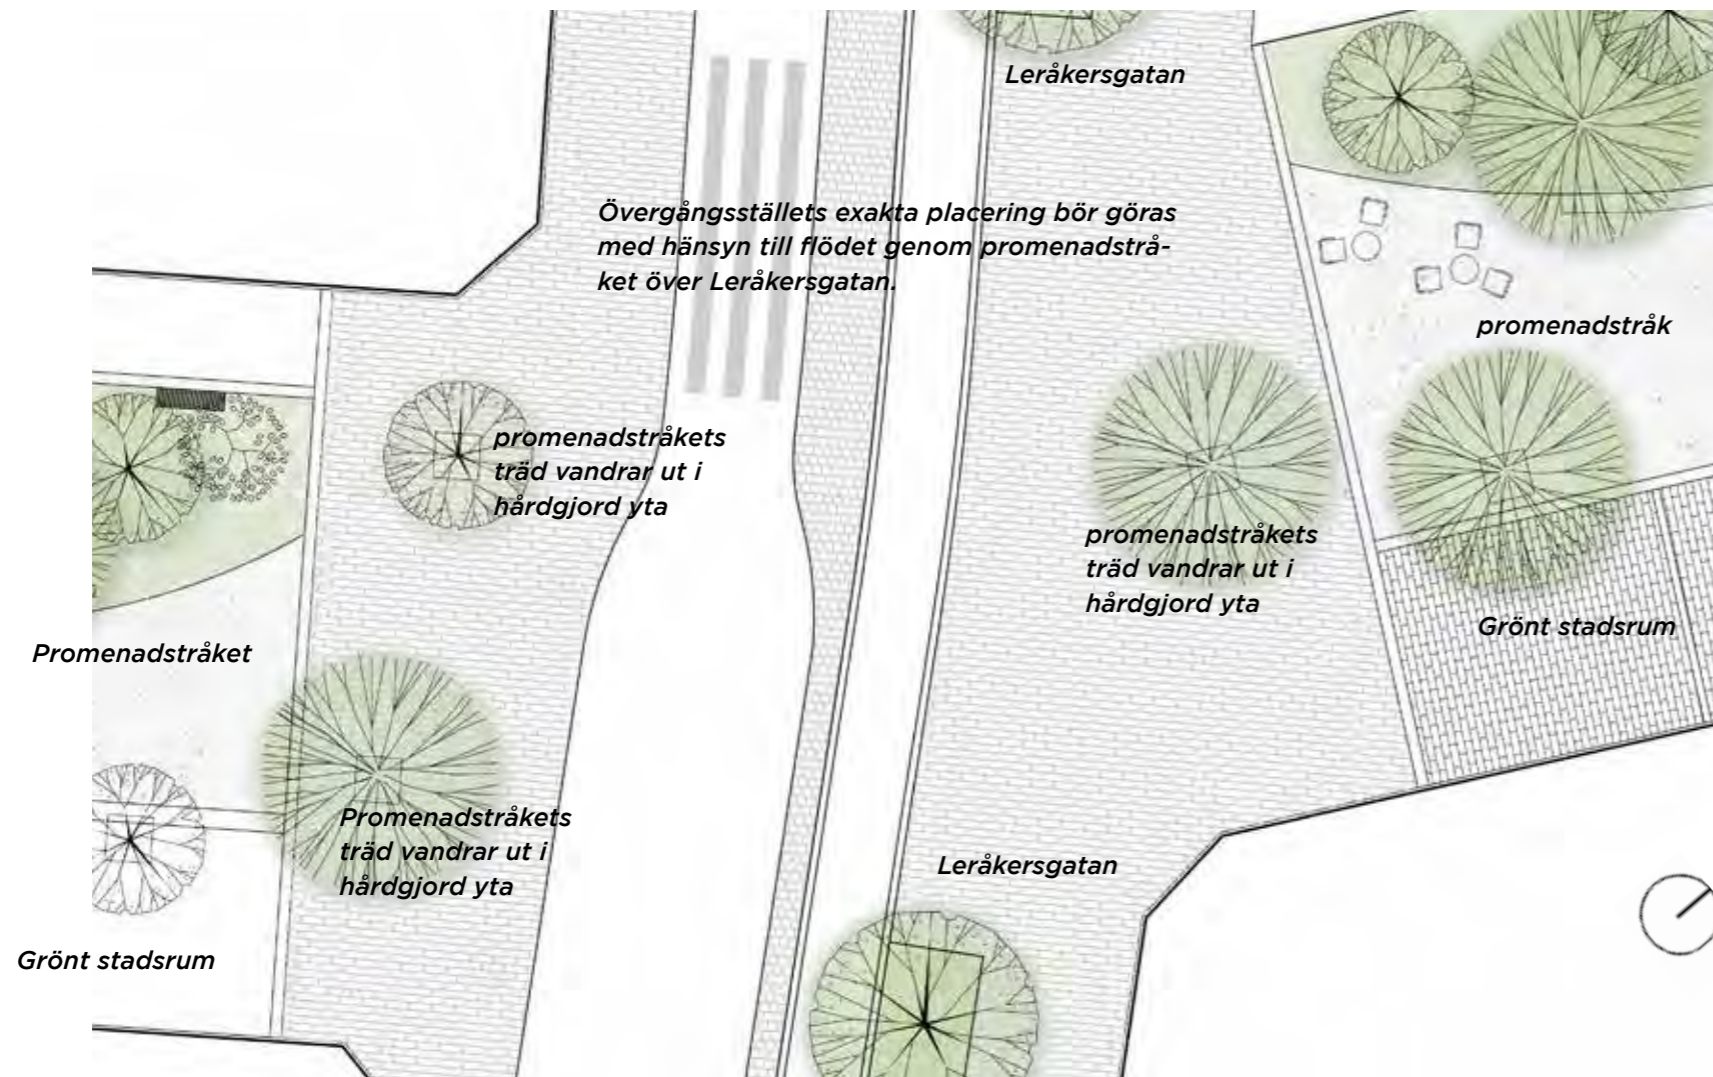 Leråkersgatan
Övergångsställets exakta placering bör göras
med hänsyn till flödet genom promenadstrå-
ket över Leråkersgatan.
promenadstråk
promenadstråkets
träd vandrar ut i
hårdgjord yta
promenadstråkets
träd vandrar ut i
hårdgjord yta
Grönt stadsrum
Promenadstråket
Promenadstråkets
träd vandrar ut i
hårdgjord yta
Leråkersgatan
Grönt stadsrum